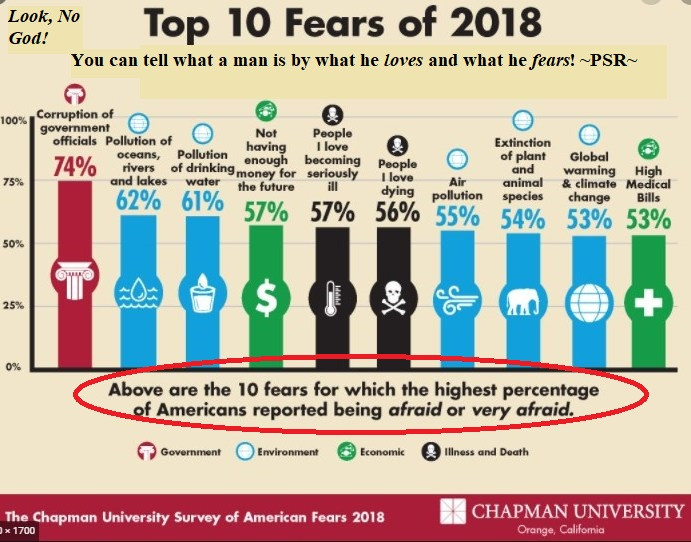 Look, No
God!
Top 10 Fears of 2018
You can tell what a man is by what he loves and what he fears! ~PSR~
100%
75%
50%
25%
0%
Corruption of
government
officials
74%
Pollution of
oceans,
rivers
and lakes
62%
Pollution
of drinking
water
61%
Not
having
enough
money for
the future
57%
People
I love
becoming
seriously
ill
57%
People
I love
dying
56%
Air
pollution
55%
Extinction
of plant
and
animal
species
54%
Global
warming
& climate
change
53%
High
Medical
Bills
53%
$
Above are the 10 fears for which the highest percentage
of Americans reported being afraid or very afraid.
Government
Environment
Economic
Illness and Death
The Chapman University Survey of American Fears 2018
CHAPMAN UNIVERSITY
Orange, California
0 × 1700